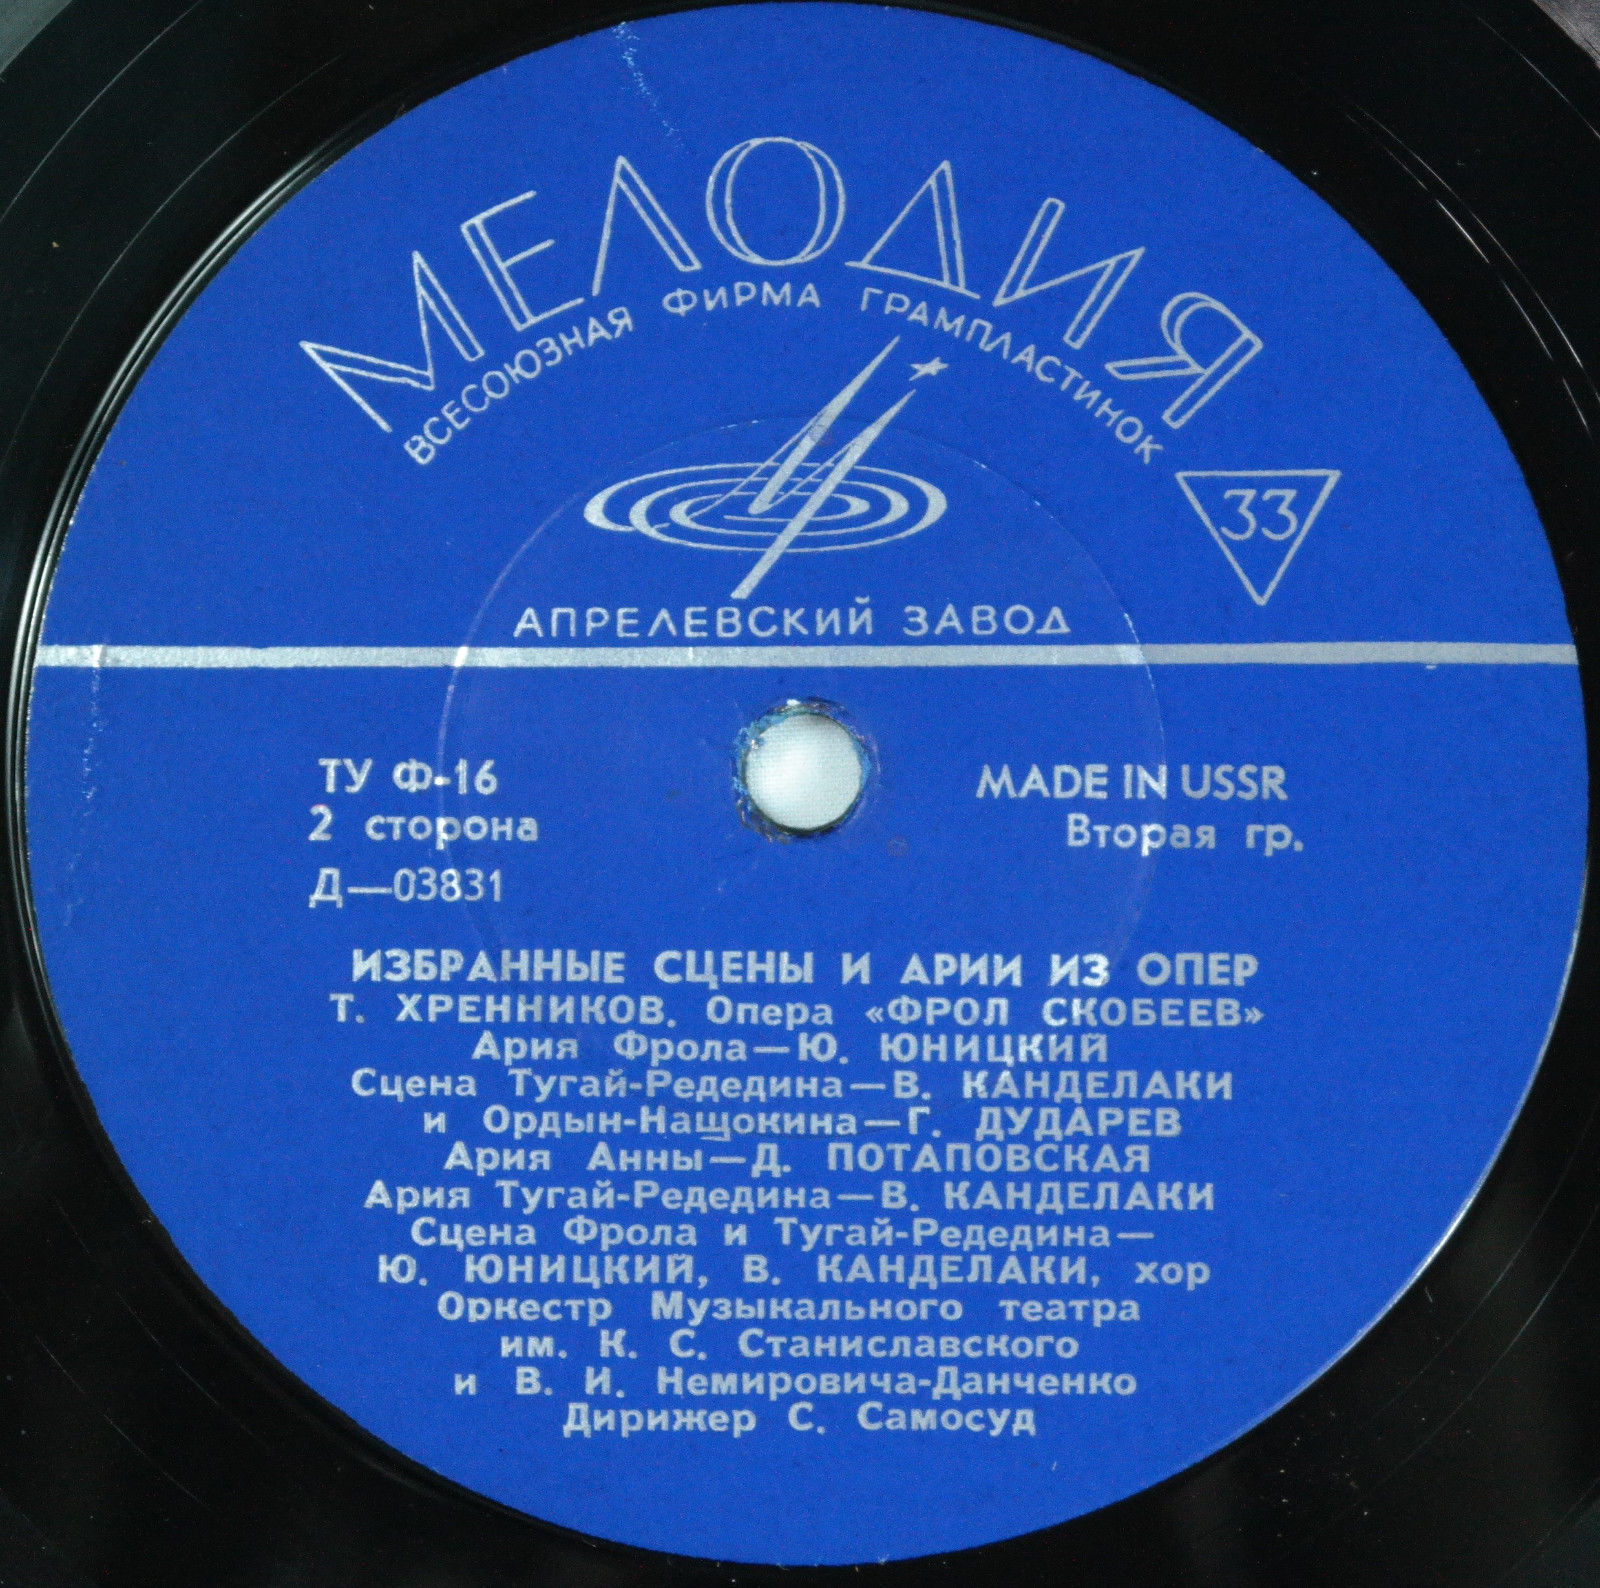 МЕЛОДИЯ
ВСЕСОЮЗНАЯ ФИРМА ГРАМПЛАСТИНОК
33
АПРЕЛЕВСКИЙ ЗАВОД
ТУ Ф-16
2 сторона
Д—03831
MADE IN USSR
Вторая гр.
ИЗБРАННЫЕ СЦЕНЫ И АРИИ ИЗ ОПЕР
Т. ХРЕННИКОВ. Опера «ФРОЛ СКОБЕЕВ»
Ария Фрола—Ю. ЮНИЦКИЙ
Сцена Тугай-Редедина—В. КАНДЕЛАКИ
и Ордын-Нащокина—Г. ДУДАРЕВ
Ария Анны—Д. ПОТАПОВСКАЯ
Ария Тугай-Редедина—В. КАНДЕЛАКИ
Сцена Фрола и Тугай-Редедина—
Ю. ЮНИЦКИЙ, В. КАНДЕЛАКИ, хор
Оркестр Музыкального театра
им. К. С. Станиславского
и В. И. Немировича-Данченко
Дирижер С. Самосуд